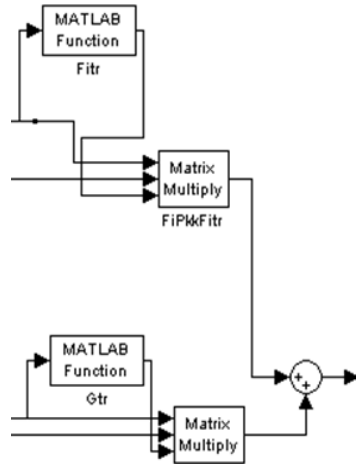 MATLAB
Function
Fitr
Matrix
Multiply
FiPkkFitr
MATLAB
Function
Gtr
Matrix
Multiply
+
+